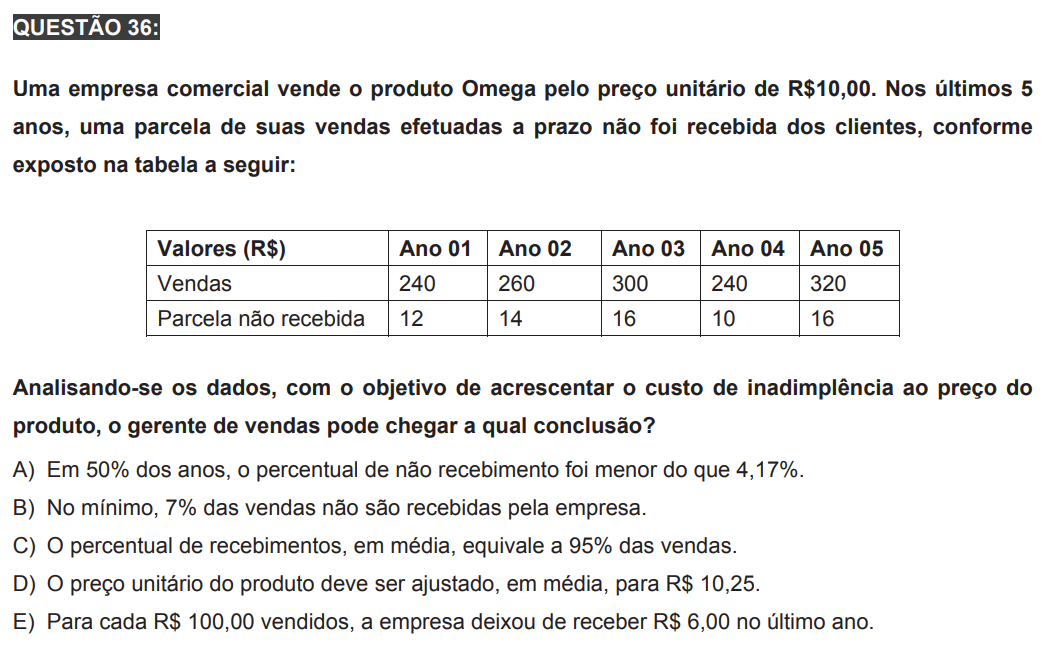 QUESTÃO 36:
Uma empresa comercial vende o produto Omega pelo preço unitário de R$10,00. Nos últimos 5
anos, uma parcela de suas vendas efetuadas a prazo não foi recebida dos clientes, conforme
exposto na tabela a seguir:
Valores (R$) Ano 01 Ano 02 Ano 03 Ano 04 Ano 05
Vendas 240 260 300 240 320
Parcela não recebida 12 14 16 10 16
Analisando-se os dados, com o objetivo de acrescentar o custo de inadimplência ao preço do
produto, o gerente de vendas pode chegar a qual conclusão?
A) Em 50% dos anos, o percentual de não recebimento foi menor do que 4,17%.
B) No mínimo, 7% das vendas não são recebidas pela empresa.
C) O percentual de recebimentos, em média, equivale a 95% das vendas.
D) O preço unitário do produto deve ser ajustado, em média, para R$ 10,25.
E) Para cada R$ 100,00 vendidos, a empresa deixou de receber R$ 6,00 no último ano.